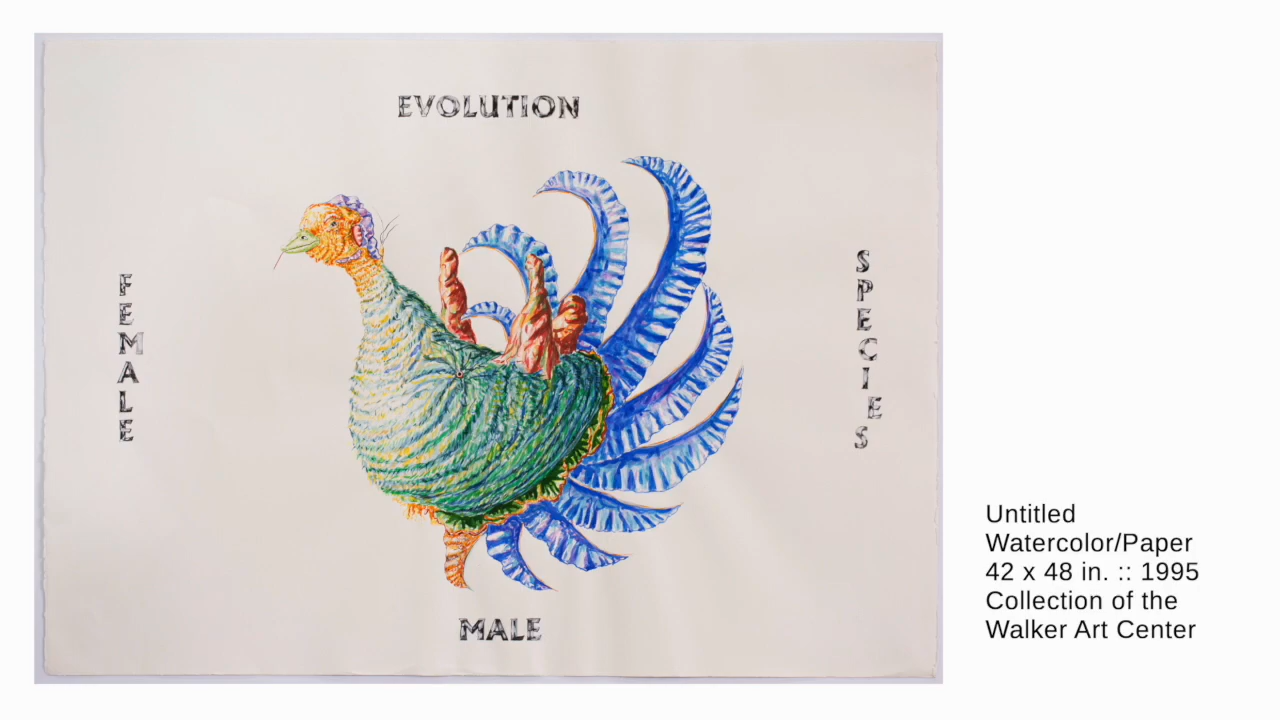 EVOLUTION
FEMALE
SPECIES
MALE
Untitled
Watercolor/Paper
42 x 48 in. :: 1995
Collection of the
Walker Art Center